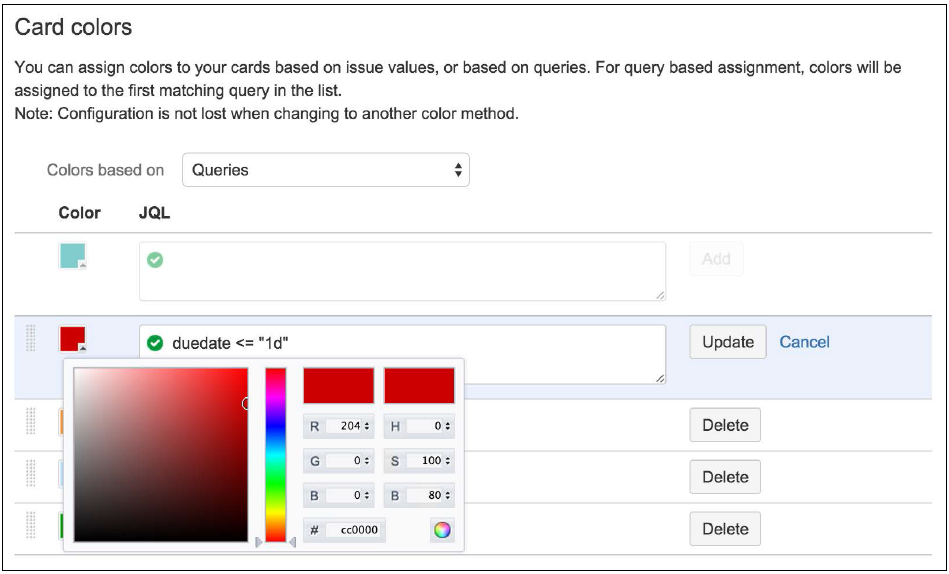 Card colors
You can assign colors to your cards based on issue values, or based on queries. For query based assignment, colors will be
assigned to the first matching query in the list.
Note: Configuration is not lost when changing to another color method.
Colors based on Queries
Color JQL
Add
duedate <= "1d" Update Cancel
R 204 H 0
Delete
G 0 S 100
Delete
B 0 B 80
# cc0000
Delete